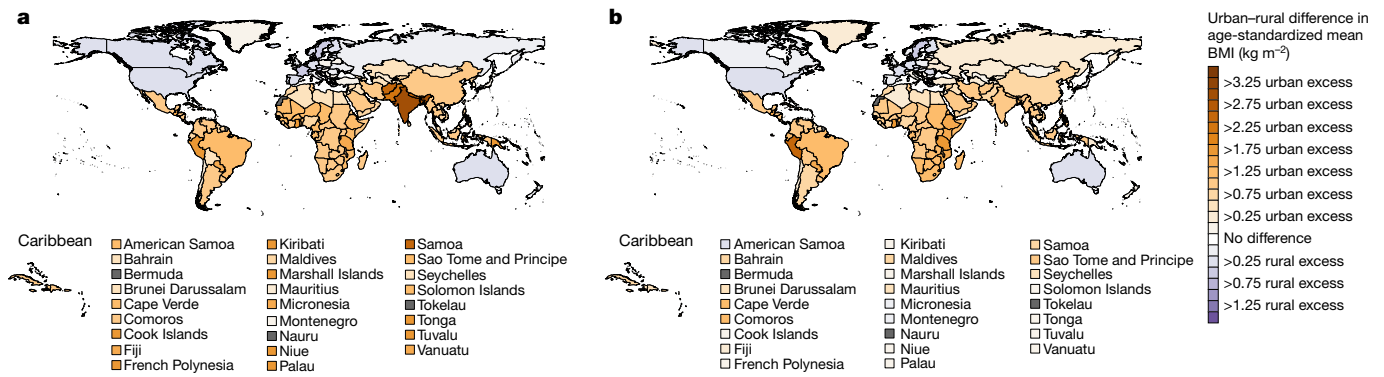 a
b
Urban–rural difference in
age-standardized mean
BMI (kg m–2)
>3.25 urban excess
>2.75 urban excess
>2.25 urban excess
>1.75 urban excess
>1.25 urban excess
>0.75 urban excess
>0.25 urban excess
No difference
>0.25 rural excess
>0.75 rural excess
>1.25 rural excess
Caribbean
American Samoa
Bahrain
Bermuda
Brunei Darussalam
Cape Verde
Comoros
Cook Islands
Fiji
French Polynesia
Kiribati
Maldives
Marshall Islands
Mauritius
Micronesia
Montenegro
Nauru
Niue
Palau
Samoa
Sao Tome and Principe
Seychelles
Solomon Islands
Tokelau
Tonga
Tuvalu
Vanuatu
Caribbean
American Samoa
Bahrain
Bermuda
Brunei Darussalam
Cape Verde
Comoros
Cook Islands
Fiji
French Polynesia
Kiribati
Maldives
Marshall Islands
Mauritius
Micronesia
Montenegro
Nauru
Niue
Palau
Samoa
Sao Tome and Principe
Seychelles
Solomon Islands
Tokelau
Tonga
Tuvalu
Vanuatu